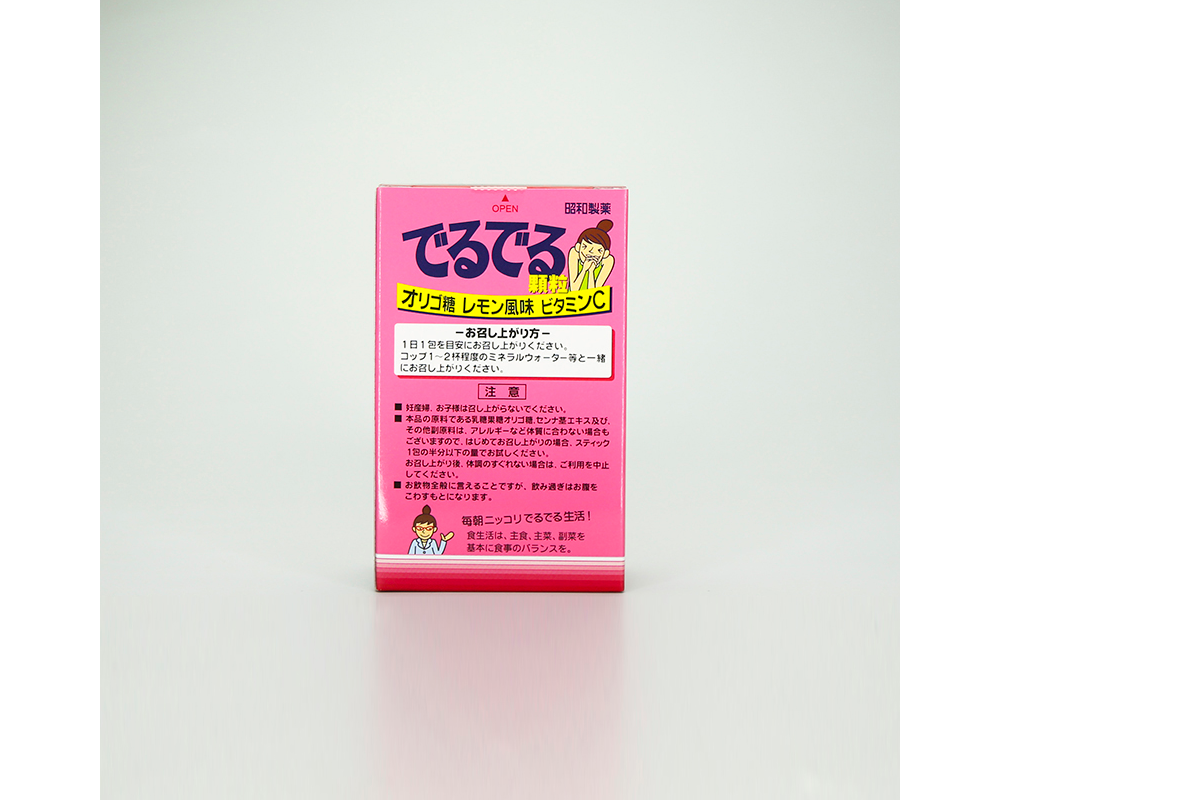 ▲
OPEN
昭和製薬
でるでる
顆粒
オリゴ糖 レモン風味 ビタミンC
−お召し上がり方−
1日1包を目安にお召し上がりください。
コップ1〜2杯程度のミネラルウォーター等と一緒
にお召し上がりください。
注 意
■ 妊産婦、お子様は召し上がらないでください。
■ 本品の原料である乳糖果糖オリゴ糖、センナ茎エキス及び、
その他副原料は、アレルギーなど体質に合わない場合も
ございますので、はじめてお召し上がりの場合、スティック
1包の半分以下の量でお試しください。
お召し上がり後、体調のすぐれない場合は、ご利用を中止
してください。
■ お飲物全般に言えることですが、飲み過ぎはお腹を
こわすもとになります。
毎朝ニッコリでるでる生活!
食生活は、主食、主菜、副菜を
基本に食事のバランスを。